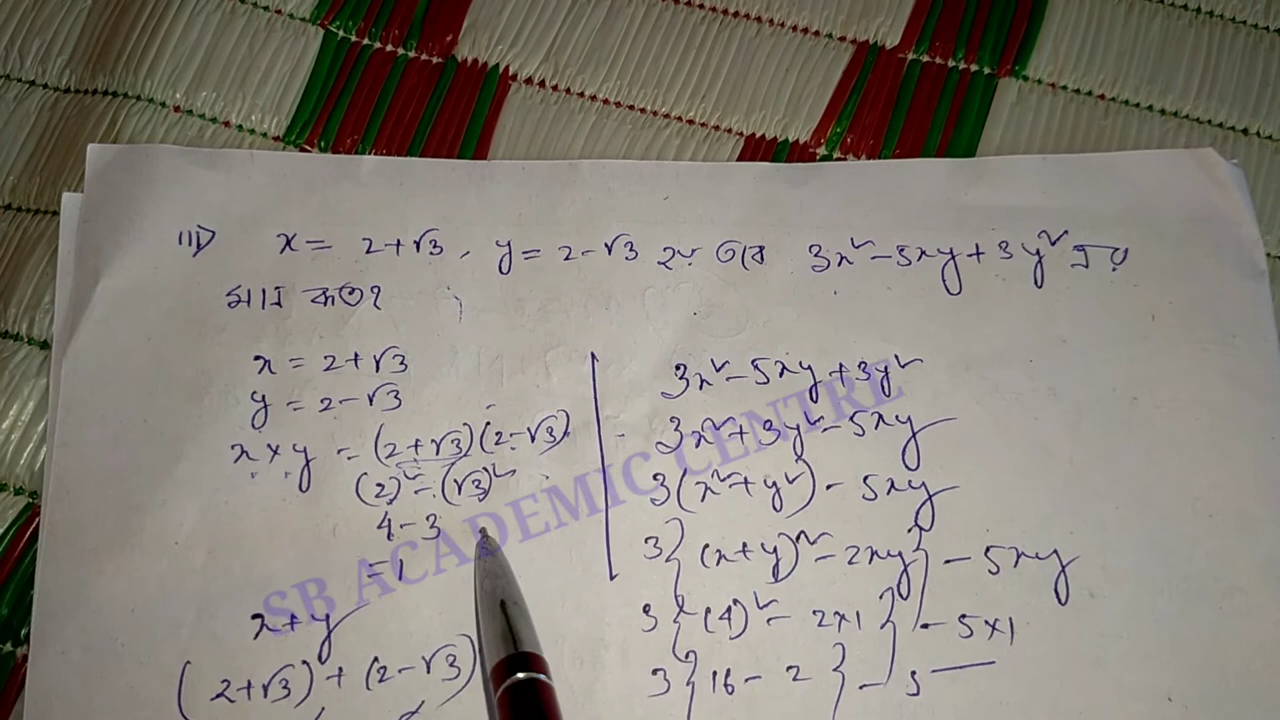 III) x = 2+√3, y = 2-√3 হয় তবে 3x² - 5xy + 3y² এর
মান কত?
x = 2+√3
y = 2-√3
x × y = (2+√3)(2-√3)
(2)² - (√3)²
4-3
= 1
x+y
(2+√3) + (2-√3)
3x² - 5xy + 3y²
3x² + 3y² - 5xy
3(x²+y²) - 5xy
3{(x+y)² - 2xy} - 5xy
3{(4)² - 2×1} - 5×1
3{16 - 2} - 5
SB ACADEMIC CENTRE